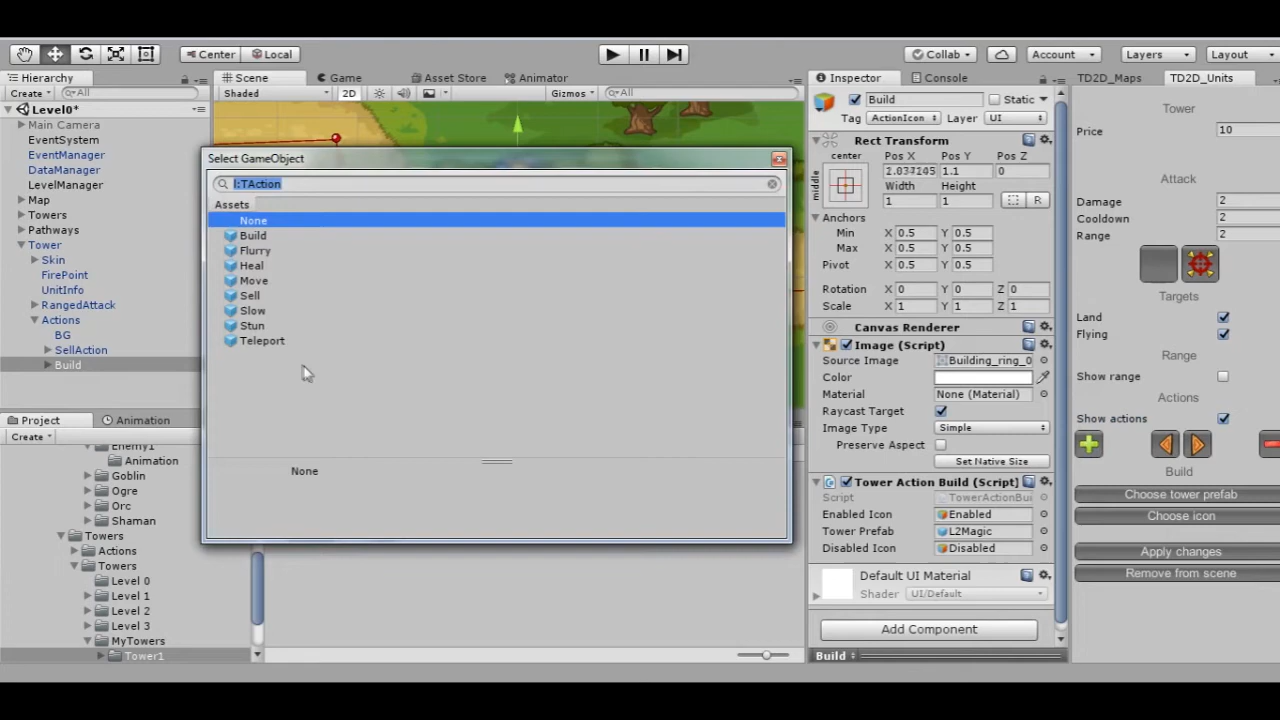 Center
Local
Collab
Account
Layers
Layout
Hierarchy
Create
All
Level0*
Main Camera
EventSystem
EventManager
DataManager
LevelManager
Map
Towers
Pathways
Tower
Skin
FirePoint
UnitInfo
RangedAttack
Actions
BG
SellAction
Build
Scene
Game
Asset Store
Animator
Shaded
2D
Gizmos
All
Select GameObject
l:TAction
Assets
None
Build
Flurry
Heal
Move
Sell
Slow
Stun
Teleport
None
Project
Animation
Create
Enemy1
Animation
Goblin
Ogre
Orc
Shaman
Towers
Actions
Towers
Level 0
Level 1
Level 2
Level 3
MyTowers
Tower1
Inspector
Console
Build
Static
Tag ActionIcon Layer UI
Rect Transform
center
middle
Pos X Pos Y Pos Z
1.1 0
Width Height
1 1
R
Anchors
Min X 0.5 Y 0.5
Max X 0.5 Y 0.5
Pivot X 0.5 Y 0.5
Rotation X 0 Y 0 Z 0
Scale X 1 Y 1 Z 1
Canvas Renderer
Image (Script)
Source Image Building_ring_0
Color
Material None (Material)
Raycast Target
Image Type Simple
Preserve Aspect
Set Native Size
Tower Action Build (Script)
Script TowerActionBui
Enabled Icon Enabled
Tower Prefab L2Magic
Disabled Icon Disabled
Default UI Material
Shader UI/Default
Add Component
Build
TD2D_Maps
TD2D_Units
Tower
Price 10
Attack
Damage 2
Cooldown 2
Range 2
Targets
Land
Flying
Range
Show range
Actions
Show actions
Build
Choose tower prefab
Choose icon
Apply changes
Remove from scene